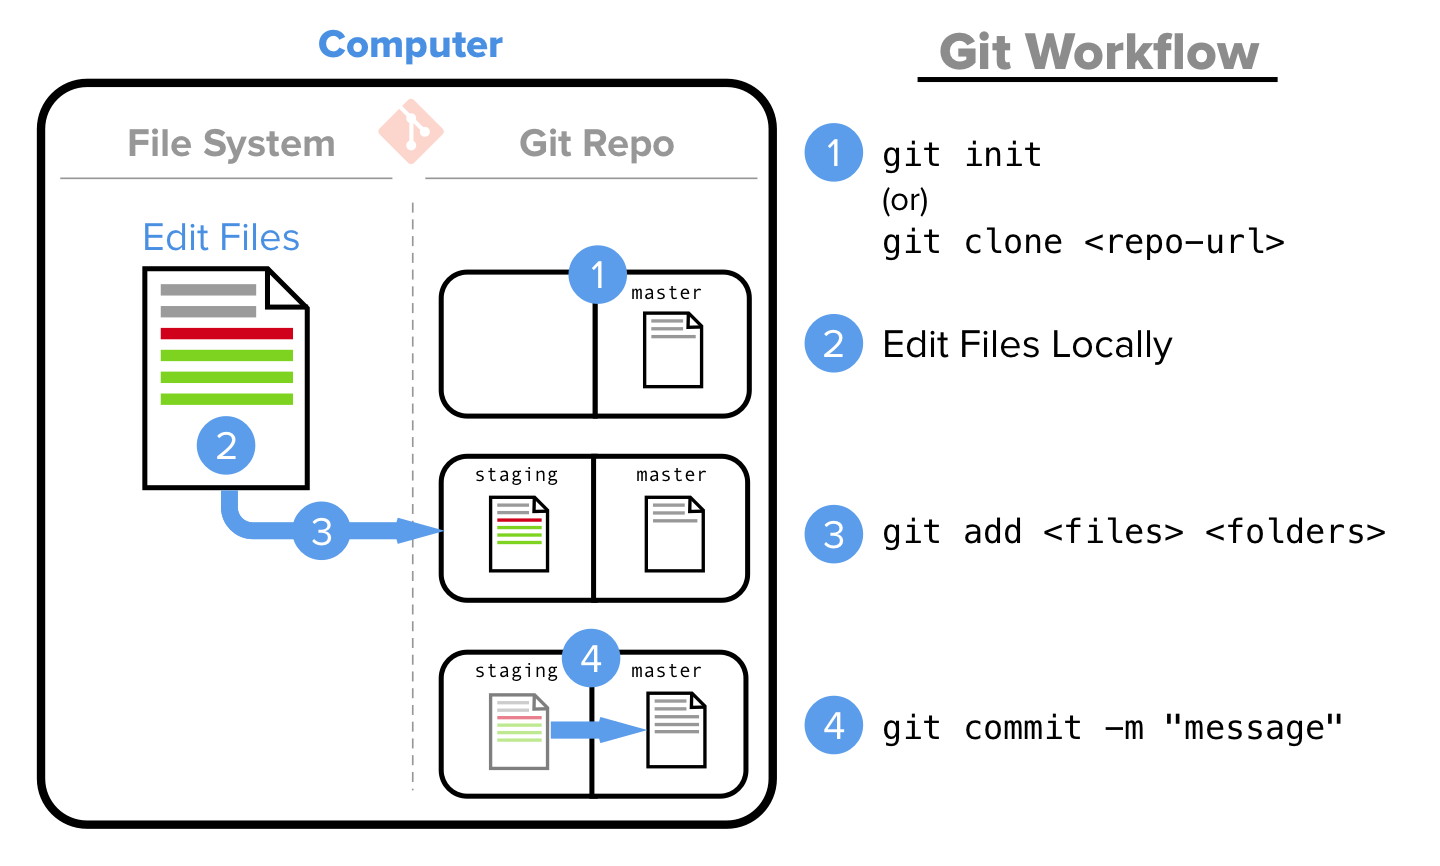 Computer
Git Workflow
File System
Git Repo
Edit Files
2
3
1
master
staging
master
4
staging
master
1
git init
(or)
git clone <repo-url>
2
Edit Files Locally
3
git add <files> <folders>
4
git commit -m "message"